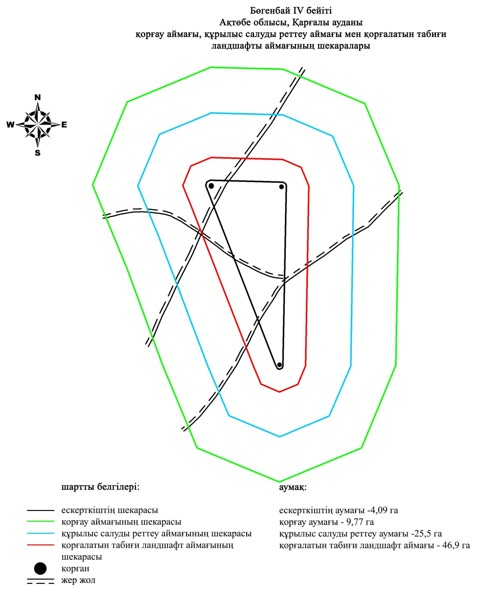 Бөгенбай IV бейіті
Ақтөбе облысы, Қарғалы ауданы
қорғау аймағы, құрылыс салуды реттеу аймағы мен қорғалатын табиғи
ландшафты аймағының шекаралары
N
W E
S
шартты белгілері:
ескерткіштің шекарасы
қорғау аймағының шекарасы
құрылыс салуды реттеу аймағының шекарасы
қорғалатын табиғи ландшафт аймағының
шекарасы
қорған
жер жол
аумақ:
ескерткіштің аумағы -4,09 га
қорғау аумағы - 9,77 га
құрылыс салуды реттеу аумағы -25,5 га
қорғалатын табиғи ландшафт аймағы - 46,9 га